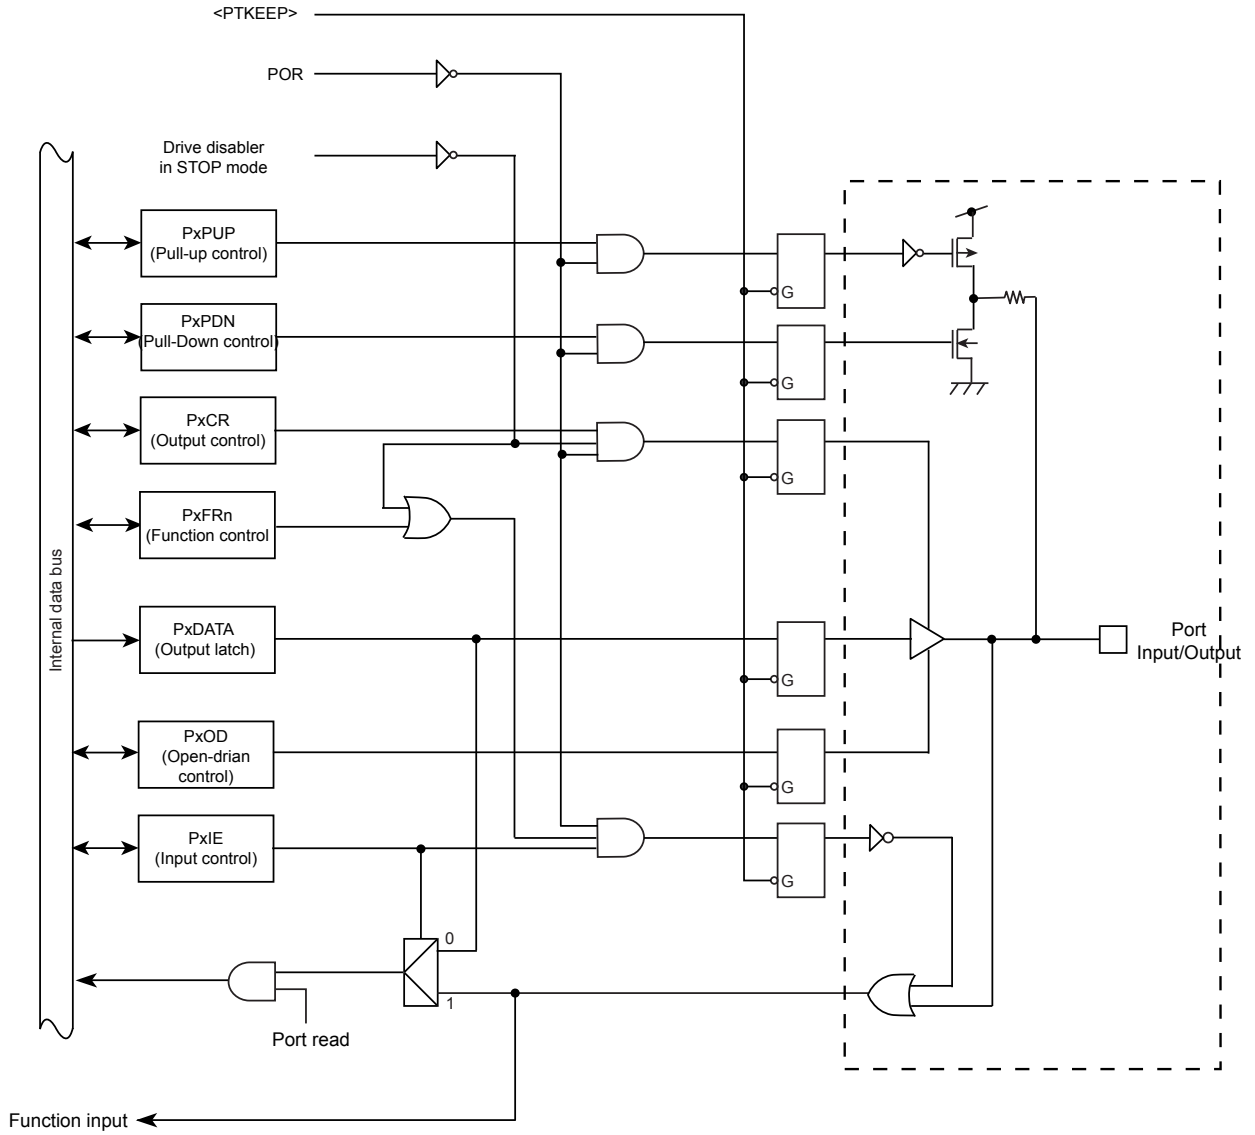 <PTKEEP>
POR
Drive disabler
in STOP mode
PxPUP
(Pull-up control)
G
PxPDN
(Pull-Down control)
G
PxCR
(Output control)
G
PxFRn
(Function control
Internal data bus
PxDATA
(Output latch)
G
Port
Input/Output
PxOD
(Open-drian
control)
G
PxIE
(Input control)
G
0
1
Port read
Function input